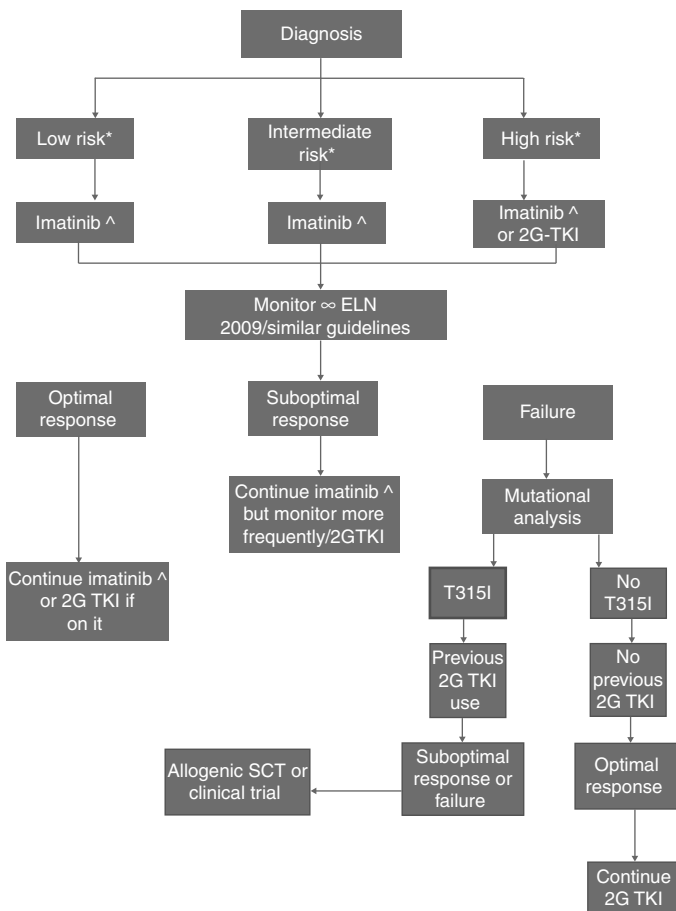 Diagnosis
Low risk*
Intermediate
risk*
High risk*
Imatinib ^
Imatinib ^
Imatinib ^
or 2G-TKI
Monitor ∞ ELN
2009/similar guidelines
Optimal
response
Suboptimal
response
Failure
Continue imatinib ^
but monitor more
frequently/2GTKI
Mutational
analysis
Continue imatinib ^
or 2G TKI if
on it
T315I
No
T315I
Previous
2G TKI
use
No
previous
2G TKI
Allogenic SCT or
clinical trial
Suboptimal
response or
failure
Optimal
response
Continue
2G TKI